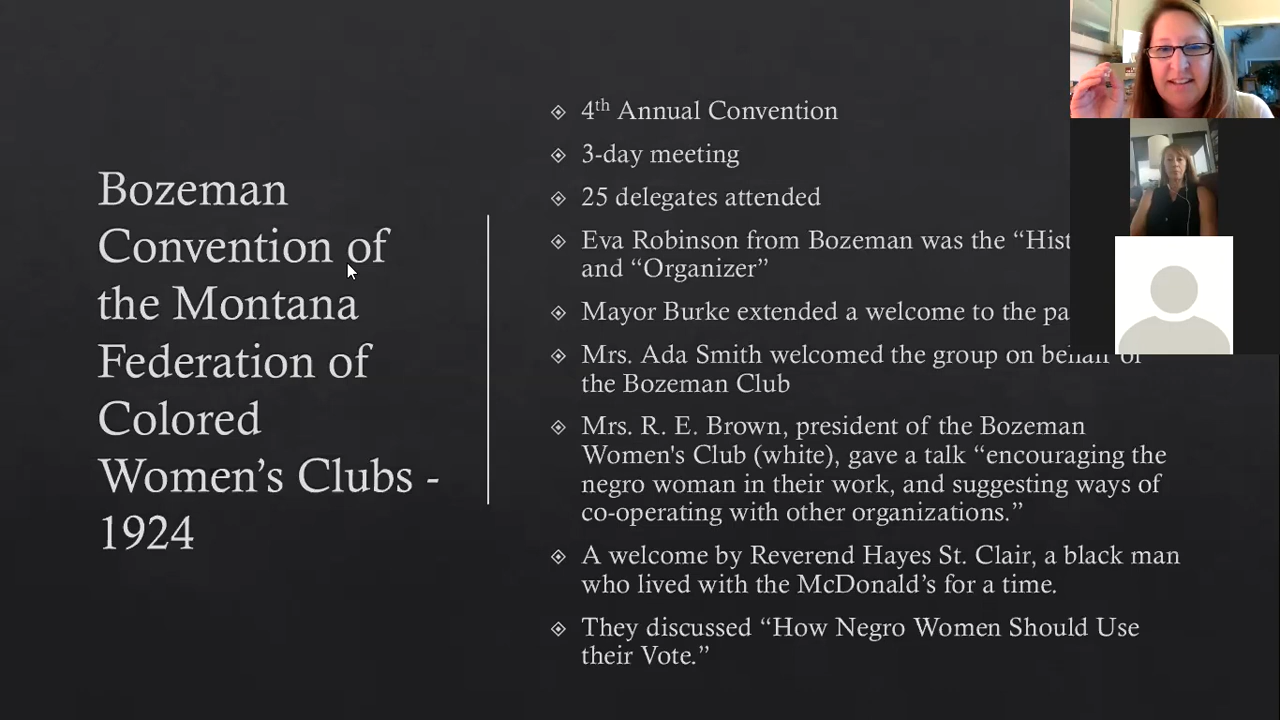 Bozeman
Convention of
the Montana
Federation of
Colored
Women’s Clubs -
1924
4th Annual Convention
3-day meeting
25 delegates attended
Eva Robinson from Bozeman was the “Hist
and “Organizer”
Mayor Burke extended a welcome to the pa
Mrs. Ada Smith welcomed the group on behalf of
the Bozeman Club
Mrs. R. E. Brown, president of the Bozeman
Women's Club (white), gave a talk “encouraging the
negro woman in their work, and suggesting ways of
co-operating with other organizations.”
A welcome by Reverend Hayes St. Clair, a black man
who lived with the McDonald’s for a time.
They discussed “How Negro Women Should Use
their Vote.”